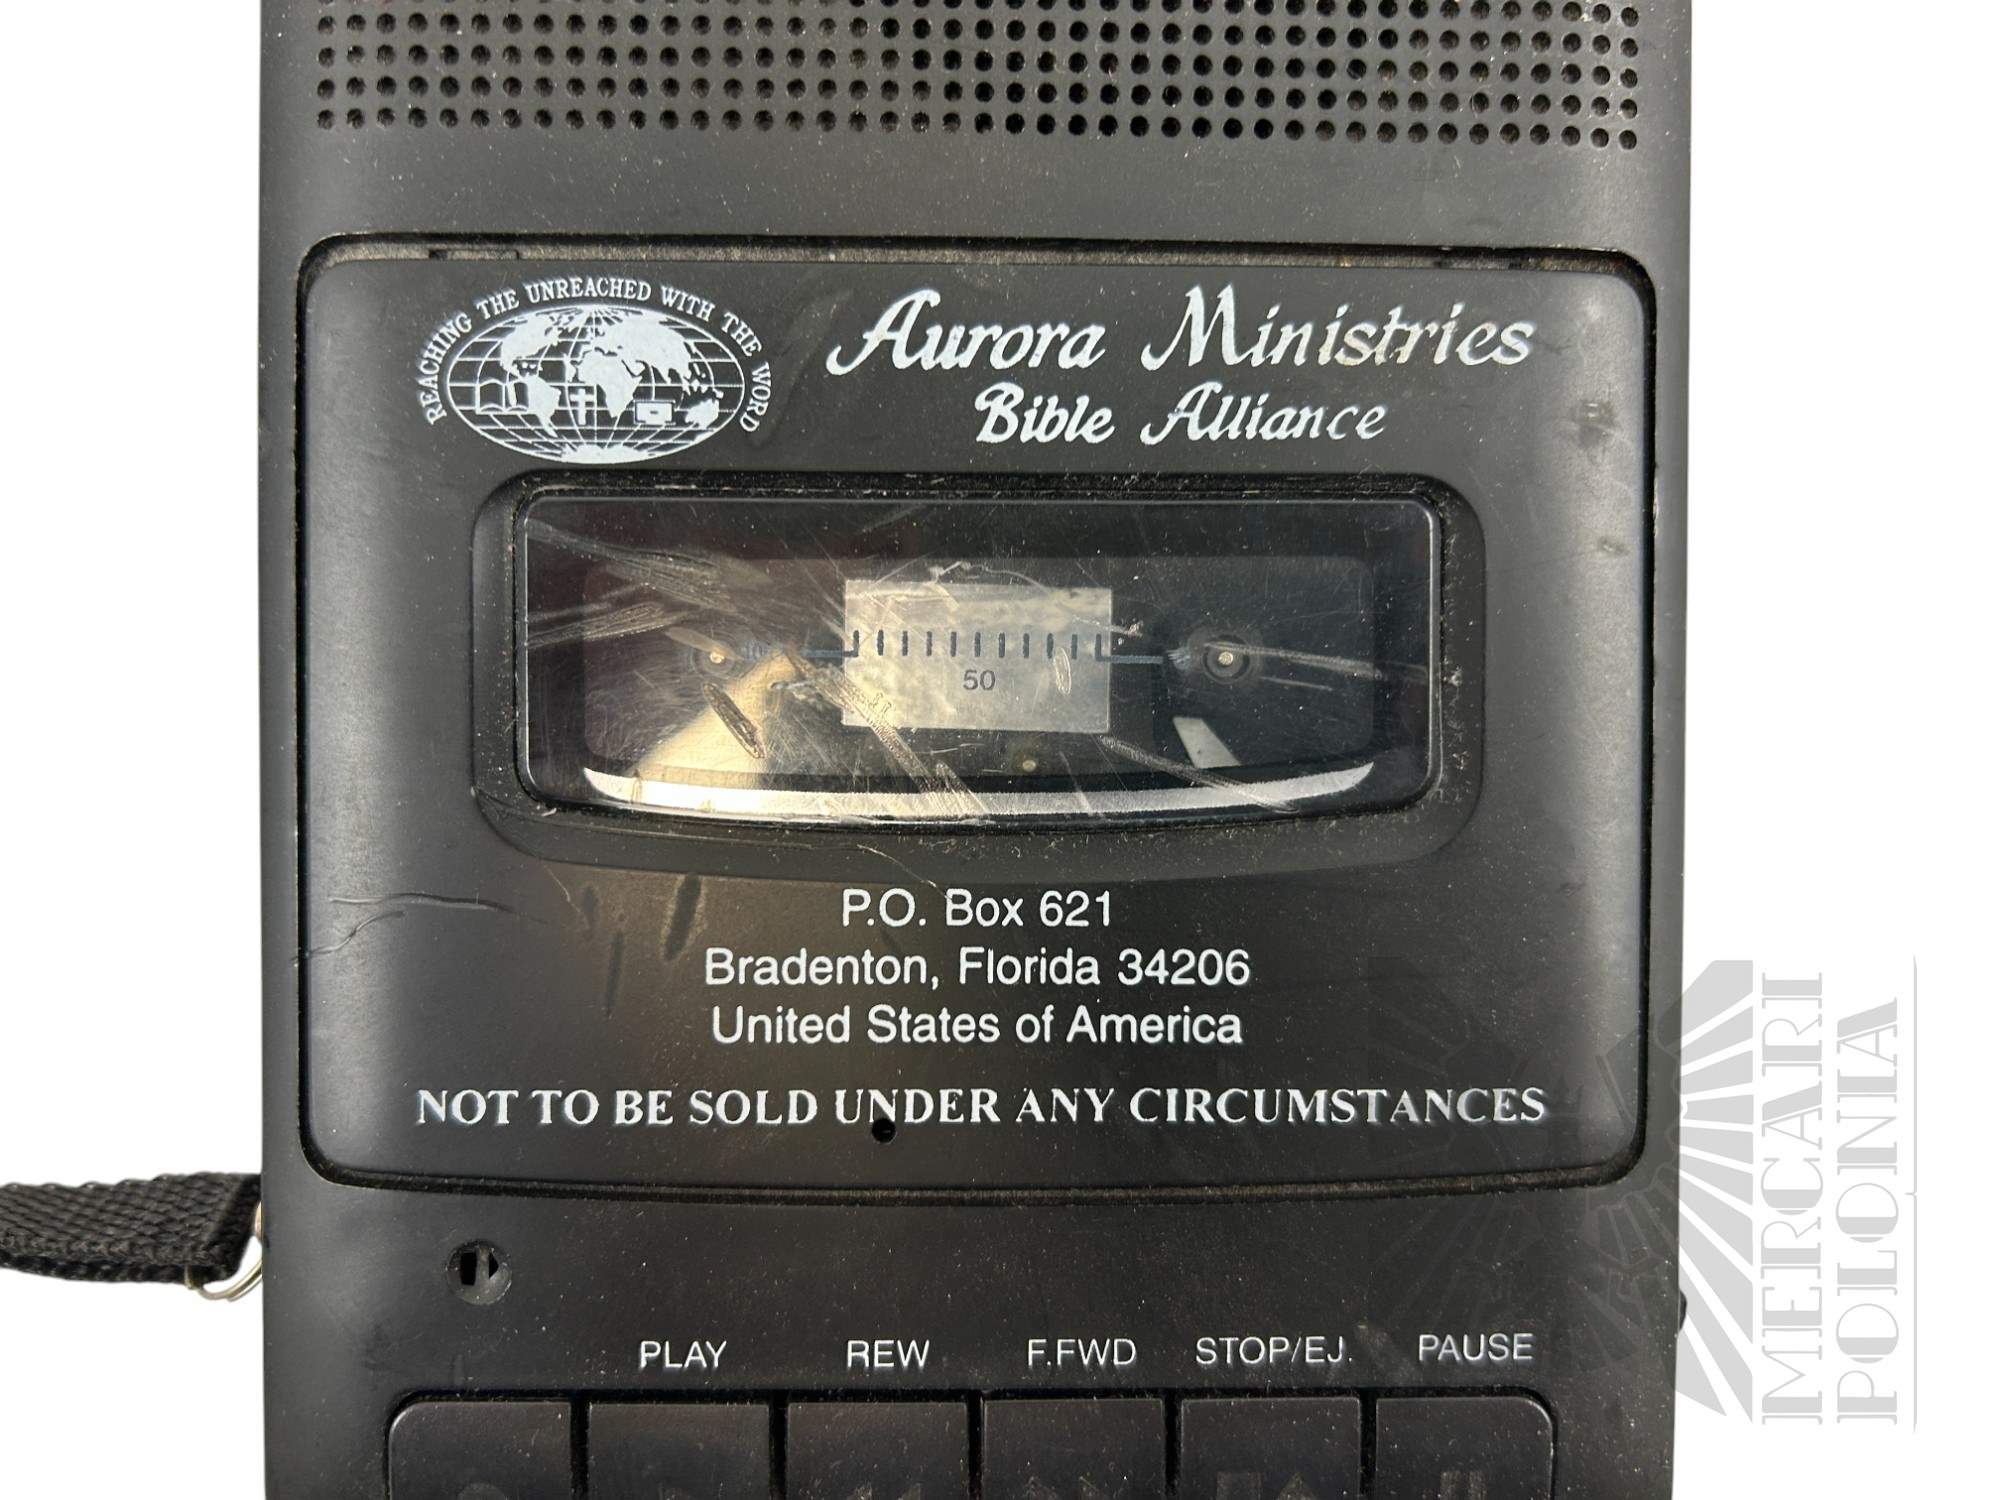 REACHING THE UNREACHED WITH THE WORD
Aurora Ministries
Bible Alliance
50
P.O. Box 621
Bradenton, Florida 34206
United States of America
NOT TO BE SOLD UNDER ANY CIRCUMSTANCES
PLAY REW F.FWD STOP/EJ. PAUSE
MERCARI
POLONIA